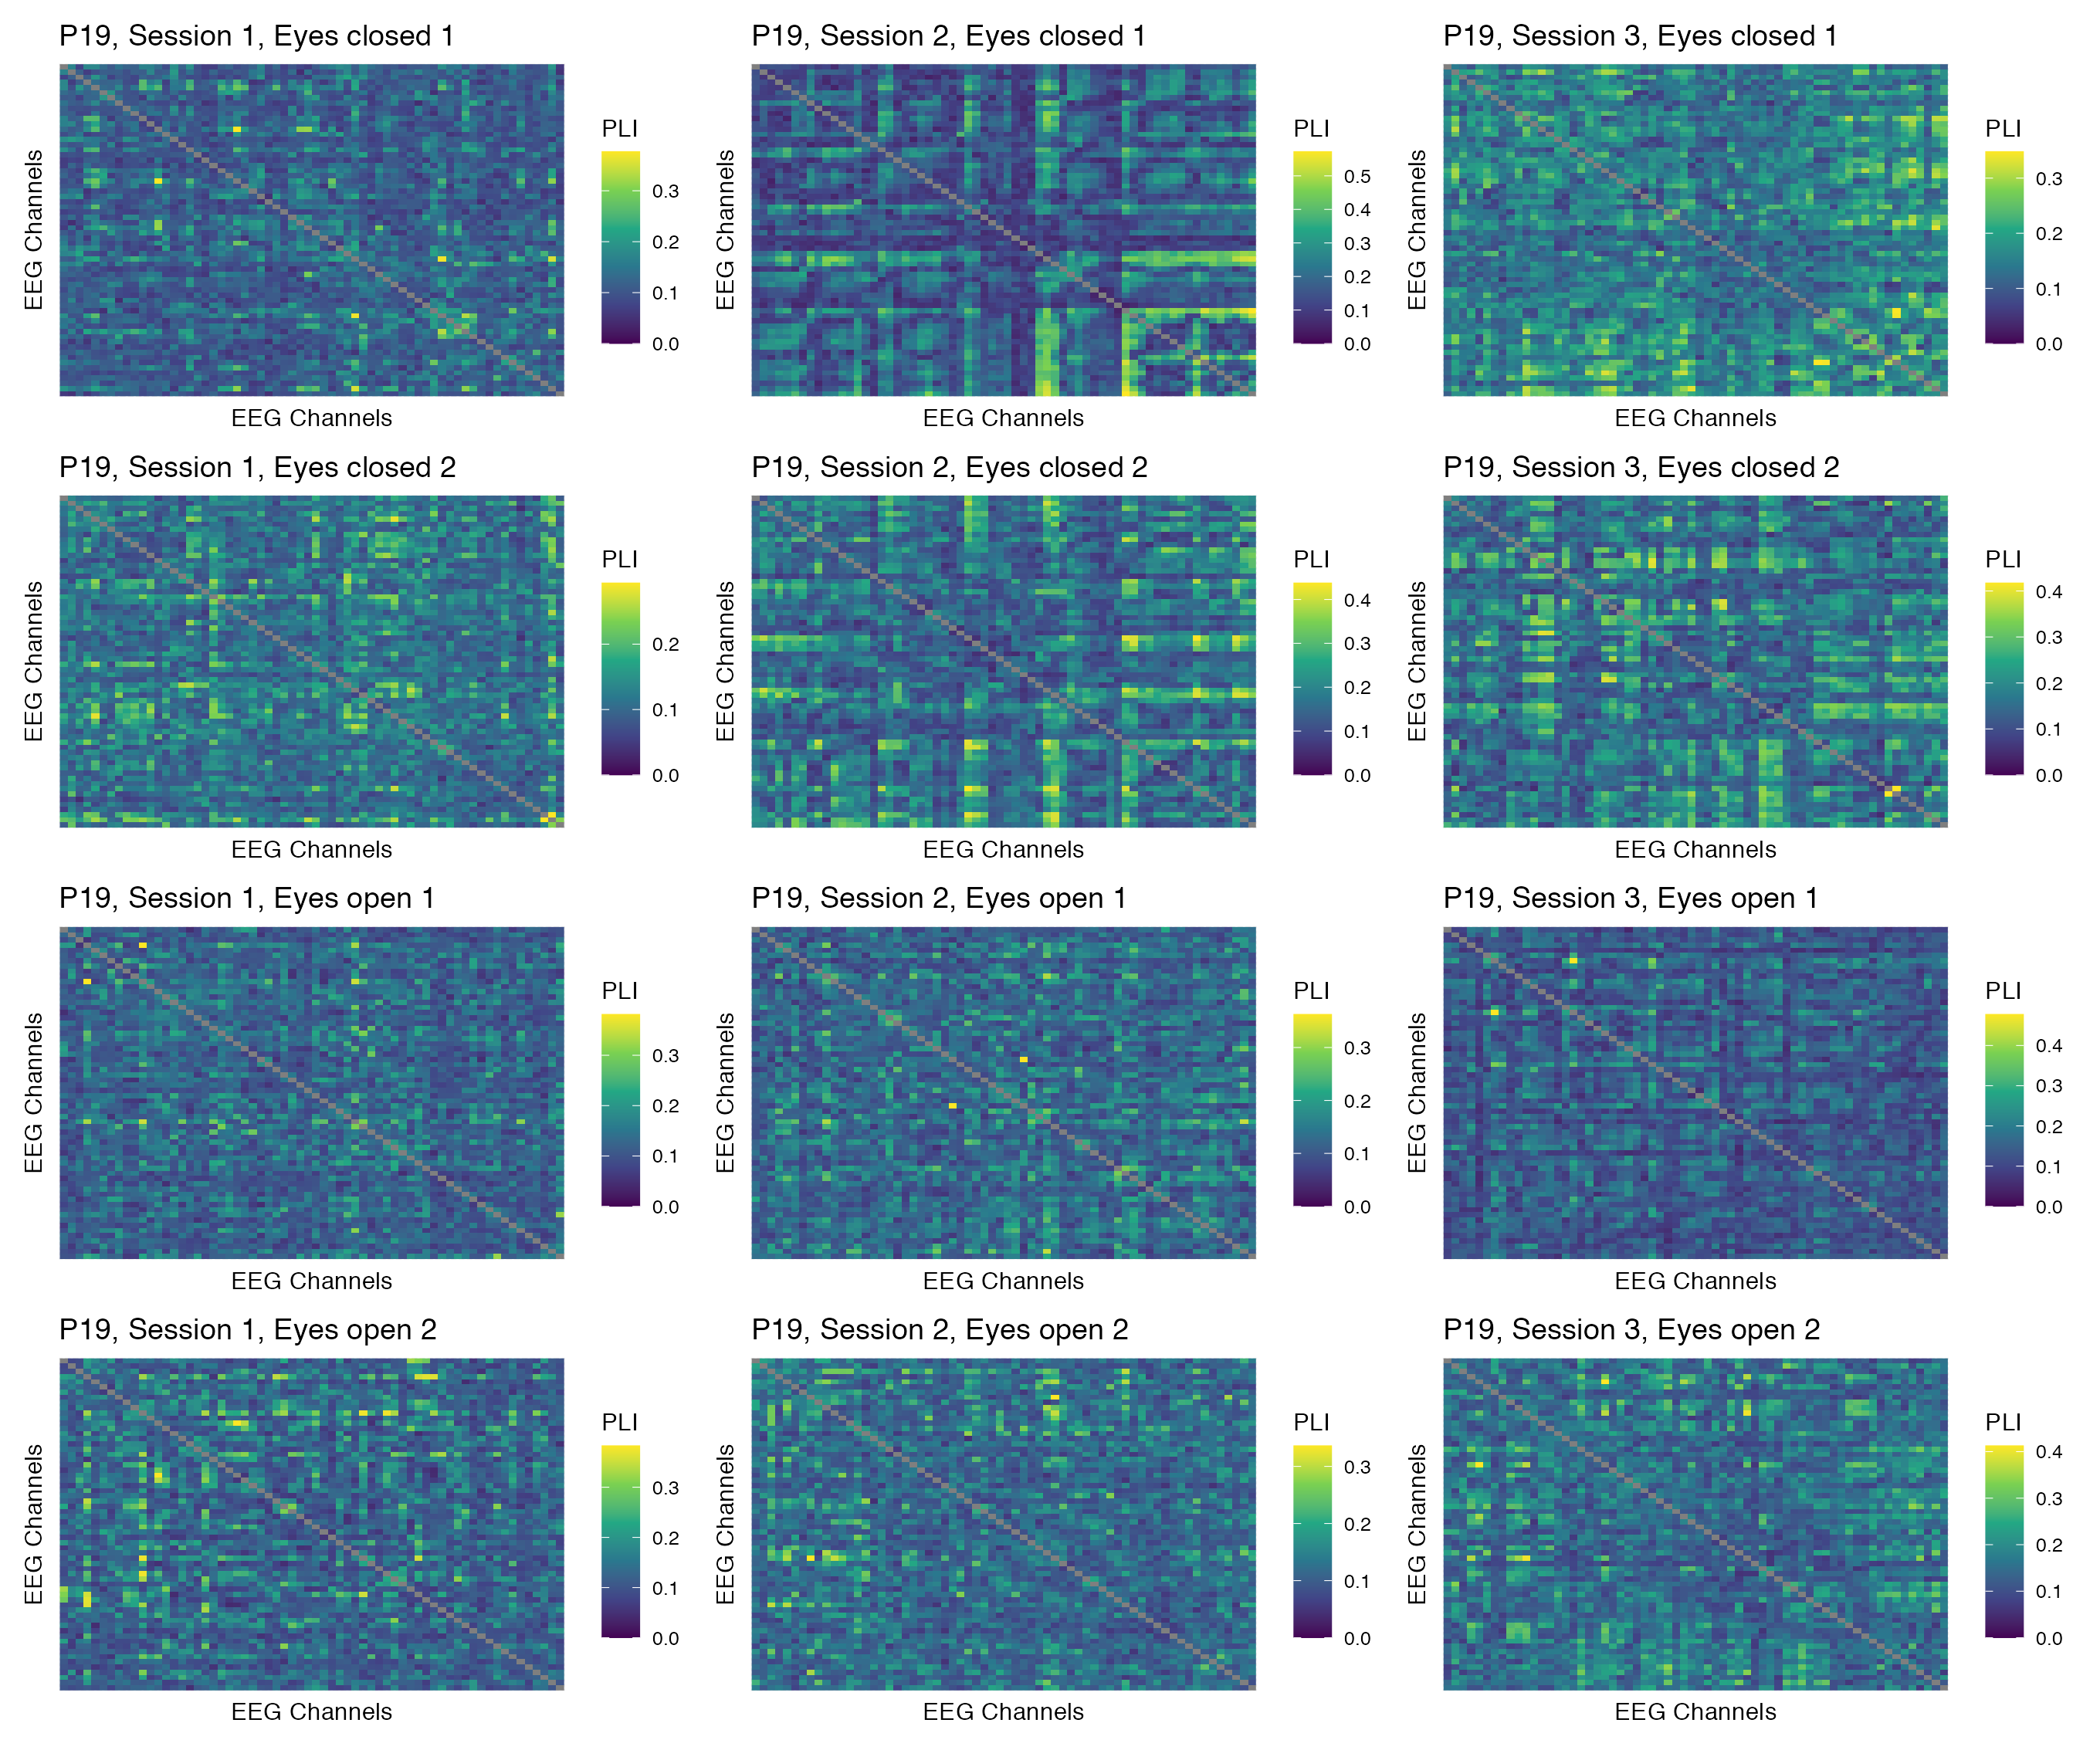 P19, Session 1, Eyes closed 1
P19, Session 2, Eyes closed 1
P19, Session 3, Eyes closed 1
EEG Channels
EEG Channels
PLI
0.3
0.2
0.1
0.0
EEG Channels
EEG Channels
PLI
0.5
0.4
0.3
0.2
0.1
0.0
EEG Channels
EEG Channels
PLI
0.3
0.2
0.1
0.0
P19, Session 1, Eyes closed 2
P19, Session 2, Eyes closed 2
P19, Session 3, Eyes closed 2
EEG Channels
EEG Channels
PLI
0.2
0.1
0.0
EEG Channels
EEG Channels
PLI
0.4
0.3
0.2
0.1
0.0
EEG Channels
EEG Channels
PLI
0.4
0.3
0.2
0.1
0.0
P19, Session 1, Eyes open 1
P19, Session 2, Eyes open 1
P19, Session 3, Eyes open 1
EEG Channels
EEG Channels
PLI
0.3
0.2
0.1
0.0
EEG Channels
EEG Channels
PLI
0.3
0.2
0.1
0.0
EEG Channels
EEG Channels
PLI
0.4
0.3
0.2
0.1
0.0
P19, Session 1, Eyes open 2
P19, Session 2, Eyes open 2
P19, Session 3, Eyes open 2
EEG Channels
EEG Channels
PLI
0.3
0.2
0.1
0.0
EEG Channels
EEG Channels
PLI
0.3
0.2
0.1
0.0
EEG Channels
EEG Channels
PLI
0.4
0.3
0.2
0.1
0.0